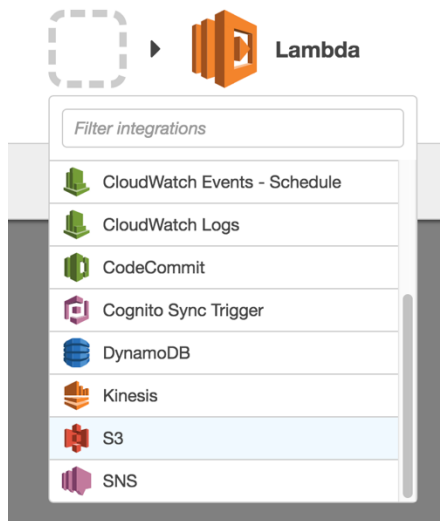 Lambda
Filter integrations
CloudWatch Events - Schedule
CloudWatch Logs
CodeCommit
Cognito Sync Trigger
DynamoDB
Kinesis
S3
SNS